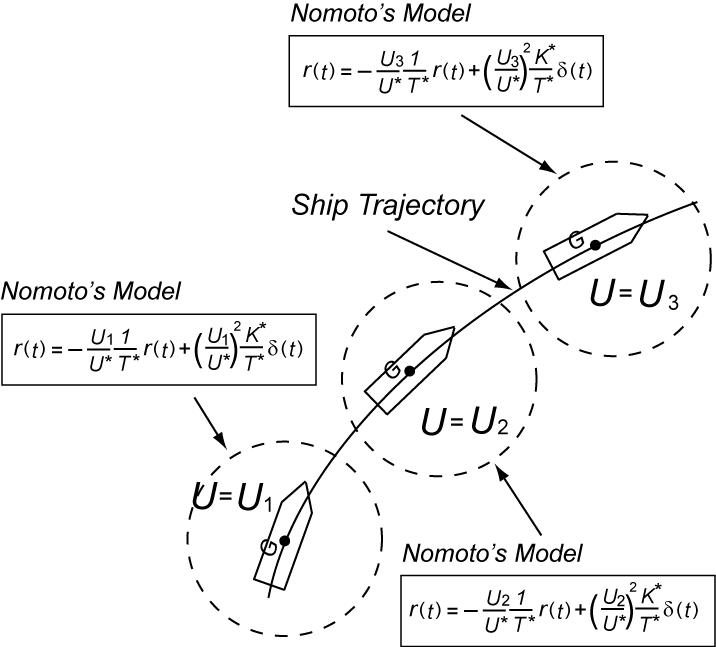 Nomoto's Model
r(t) = − U3/U* 1/T* r(t) + (U3/U*)² K*/T* δ(t)
Ship Trajectory
G
U = U3
Nomoto's Model
r(t) = − U1/U* 1/T* r(t) + (U1/U*)² K*/T* δ(t)
G
U = U2
U = U1
G
Nomoto's Model
r(t) = − U2/U* 1/T* r(t) + (U2/U*)² K*/T* δ(t)